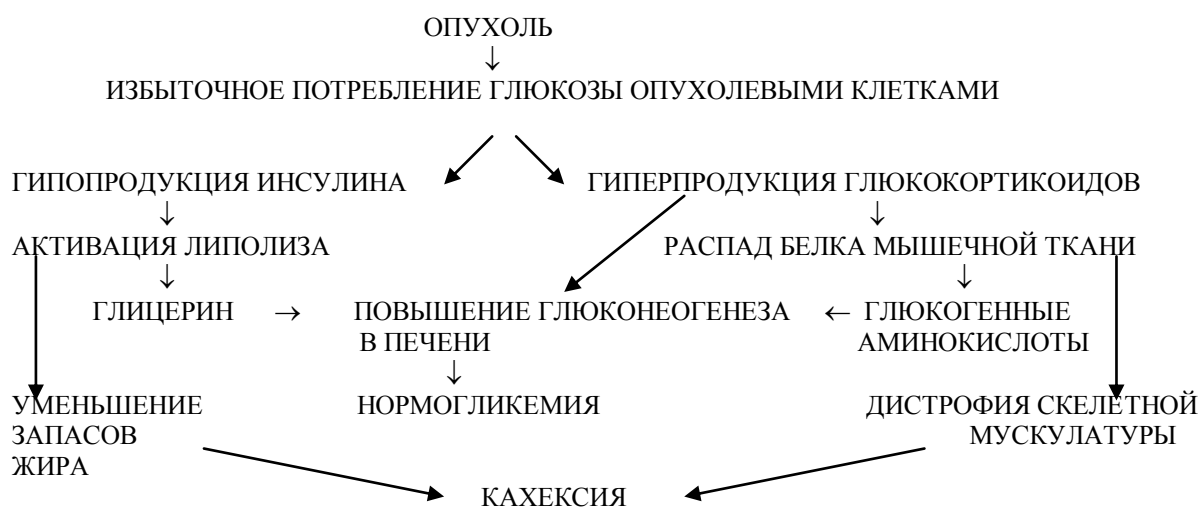 ОПУХОЛЬ
↓
ИЗБЫТОЧНОЕ ПОТРЕБЛЕНИЕ ГЛЮКОЗЫ ОПУХОЛЕВЫМИ КЛЕТКАМИ
ГИПОПРОДУКЦИЯ ИНСУЛИНА ГИПЕРПРОДУКЦИЯ ГЛЮКОКОРТИКОИДОВ
↓ ↓
АКТИВАЦИЯ ЛИПОЛИЗА РАСПАД БЕЛКА МЫШЕЧНОЙ ТКАНИ
↓ ↓
ГЛИЦЕРИН → ПОВЫШЕНИЕ ГЛЮКОНЕОГЕНЕЗА ← ГЛЮКОГЕННЫЕ
В ПЕЧЕНИ АМИНОКИСЛОТЫ
↓
УМЕНЬШЕНИЕ НОРМОГЛИКЕМИЯ ДИСТРОФИЯ СКЕЛЕТНОЙ
ЗАПАСОВ МУСКУЛАТУРЫ
ЖИРА
КАХЕКСИЯ